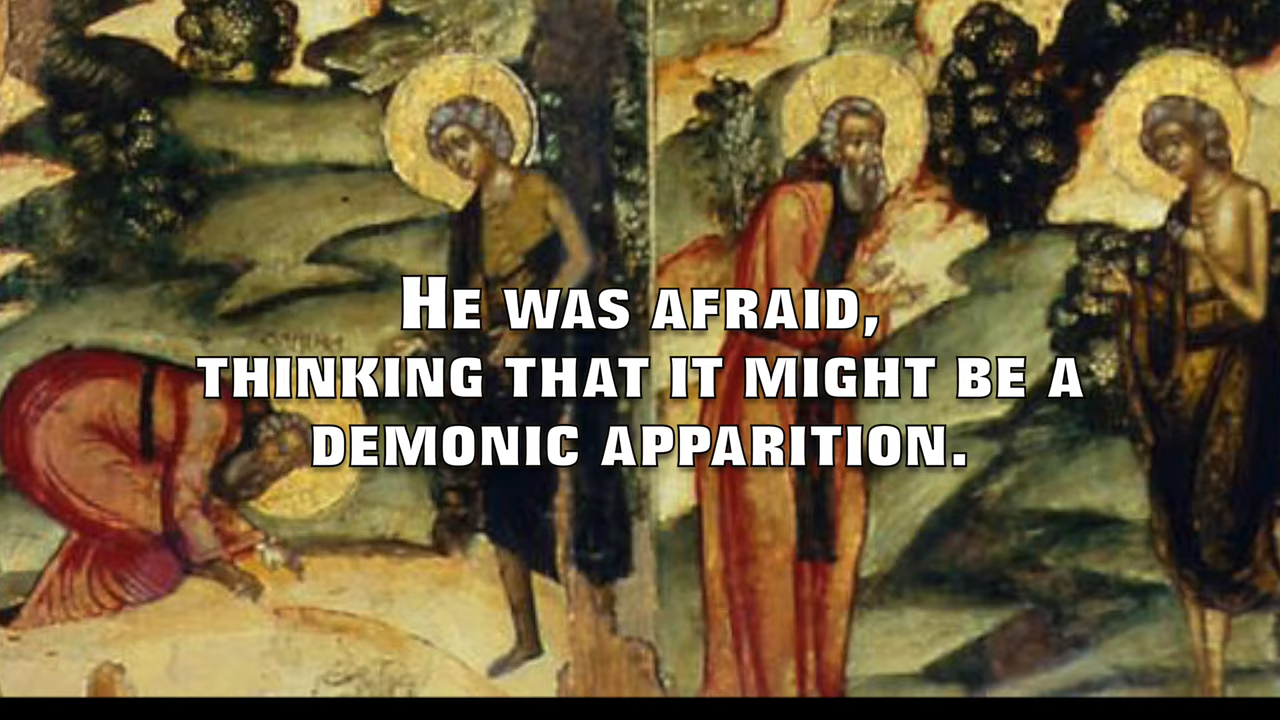 He was afraid,
thinking that it might be a
demonic apparition.